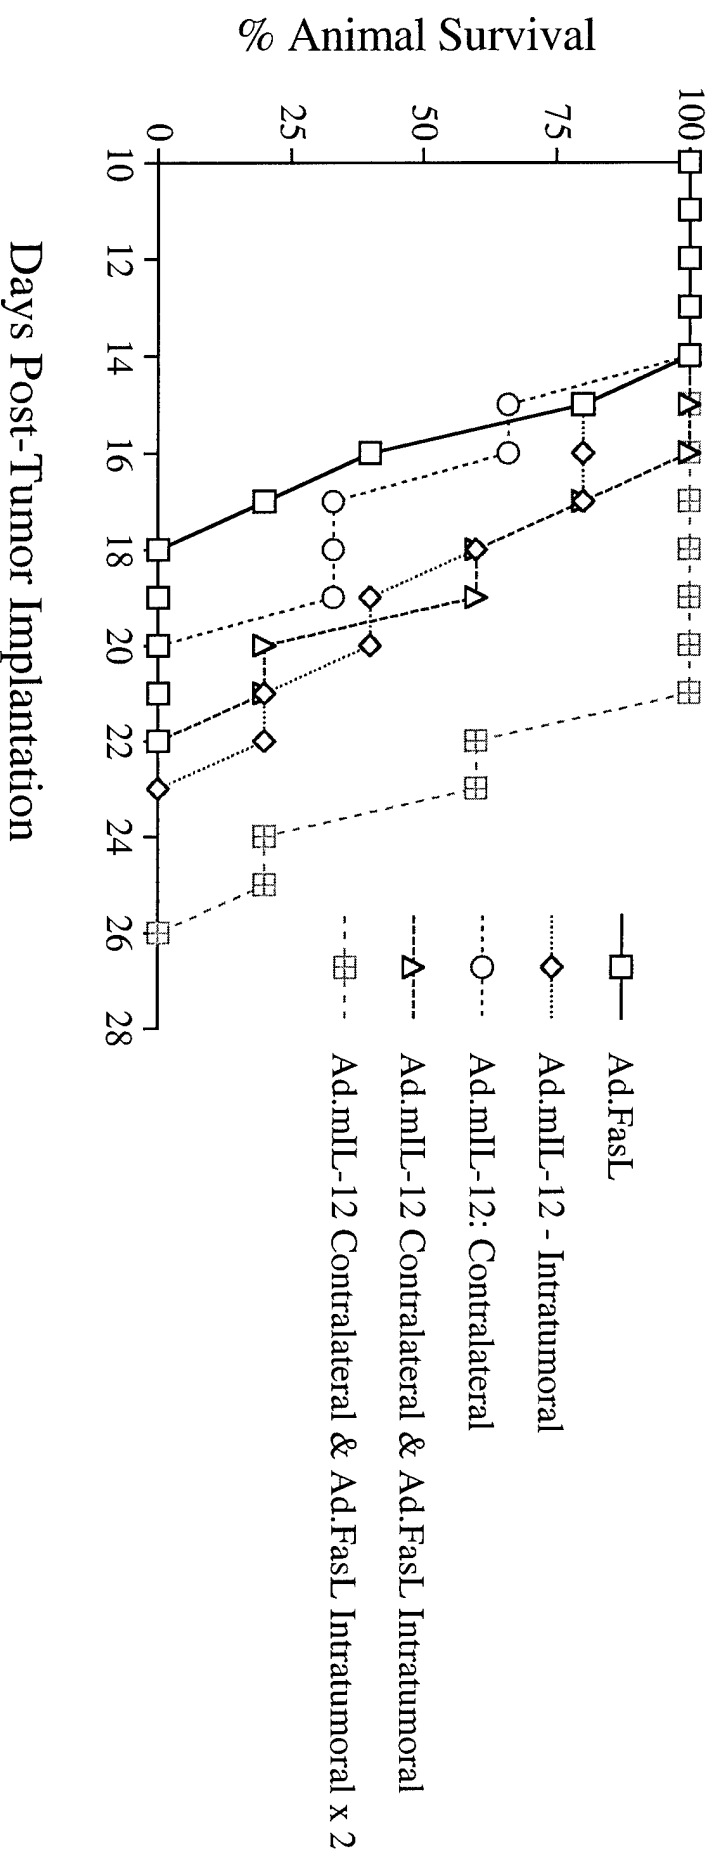 % Animal Survival
100
75
50
25
0
10
12
14
16
18
20
22
24
26
28
Days Post-Tumor Implantation
Ad.FasL
Ad.mIL-12 - Intratumoral
Ad.mIL-12: Contralateral
Ad.mIL-12 Contralateral & Ad.FasL Intratumoral
Ad.mIL-12 Contralateral & Ad.FasL Intratumoral x 2